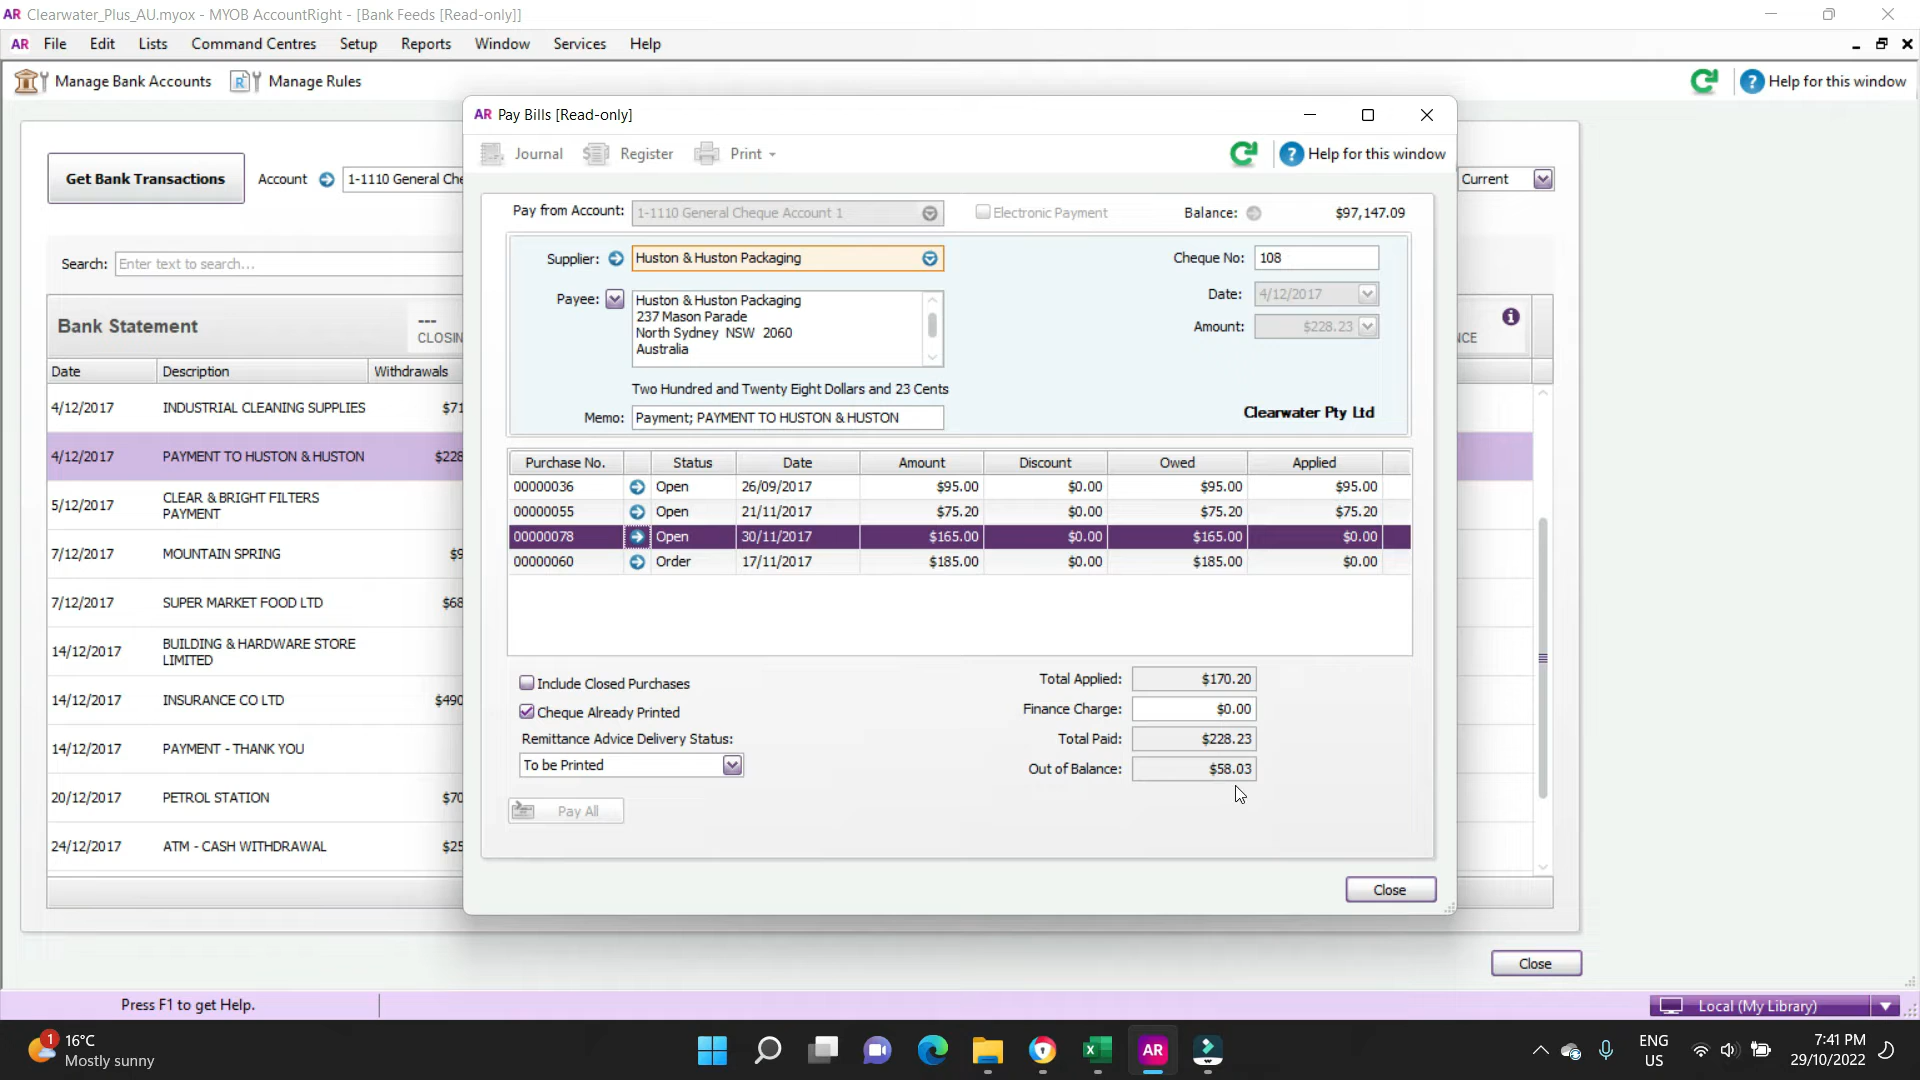 AR Clearwater_Plus_AU.myox - MYOB AccountRight - [Bank Feeds [Read-only]]
AR File Edit Lists Command Centres Setup Reports Window Services Help
Manage Bank Accounts Manage Rules ? Help for this window
AR Pay Bills [Read-only]
Journal Register Print ? Help for this window
Get Bank Transactions Account 1-1110 General Che Current
Pay from Account: 1-1110 General Cheque Account 1 Electronic Payment Balance: $97,147.09
Search: Enter text to search...
Supplier: Huston & Huston Packaging Cheque No: 108
Payee: Huston & Huston Packaging
237 Mason Parade
North Sydney NSW 2060
Australia
Date: 4/12/2017
Amount: $228.23
Two Hundred and Twenty Eight Dollars and 23 Cents
Memo: Payment; PAYMENT TO HUSTON & HUSTON
Clearwater Pty Ltd
Bank Statement ---
CLOSIN
NCE
Date Description Withdrawals
4/12/2017 INDUSTRIAL CLEANING SUPPLIES $71
4/12/2017 PAYMENT TO HUSTON & HUSTON $228
5/12/2017 CLEAR & BRIGHT FILTERS
PAYMENT
7/12/2017 MOUNTAIN SPRING $9
7/12/2017 SUPER MARKET FOOD LTD $68
14/12/2017 BUILDING & HARDWARE STORE
LIMITED
14/12/2017 INSURANCE CO LTD $490
14/12/2017 PAYMENT - THANK YOU
20/12/2017 PETROL STATION $70
24/12/2017 ATM - CASH WITHDRAWAL $25
Purchase No. Status Date Amount Discount Owed Applied
00000036 Open 26/09/2017 $95.00 $0.00 $95.00 $95.00
00000055 Open 21/11/2017 $75.20 $0.00 $75.20 $75.20
00000078 Open 30/11/2017 $165.00 $0.00 $165.00 $0.00
00000060 Order 17/11/2017 $185.00 $0.00 $185.00 $0.00
Include Closed Purchases
Cheque Already Printed
Remittance Advice Delivery Status:
To be Printed
Pay All
Total Applied: $170.20
Finance Charge: $0.00
Total Paid: $228.23
Out of Balance: $58.03
Close
Close
Press F1 to get Help. Local (My Library)
1 16°C
Mostly sunny
AR
ENG
US
7:41 PM
29/10/2022